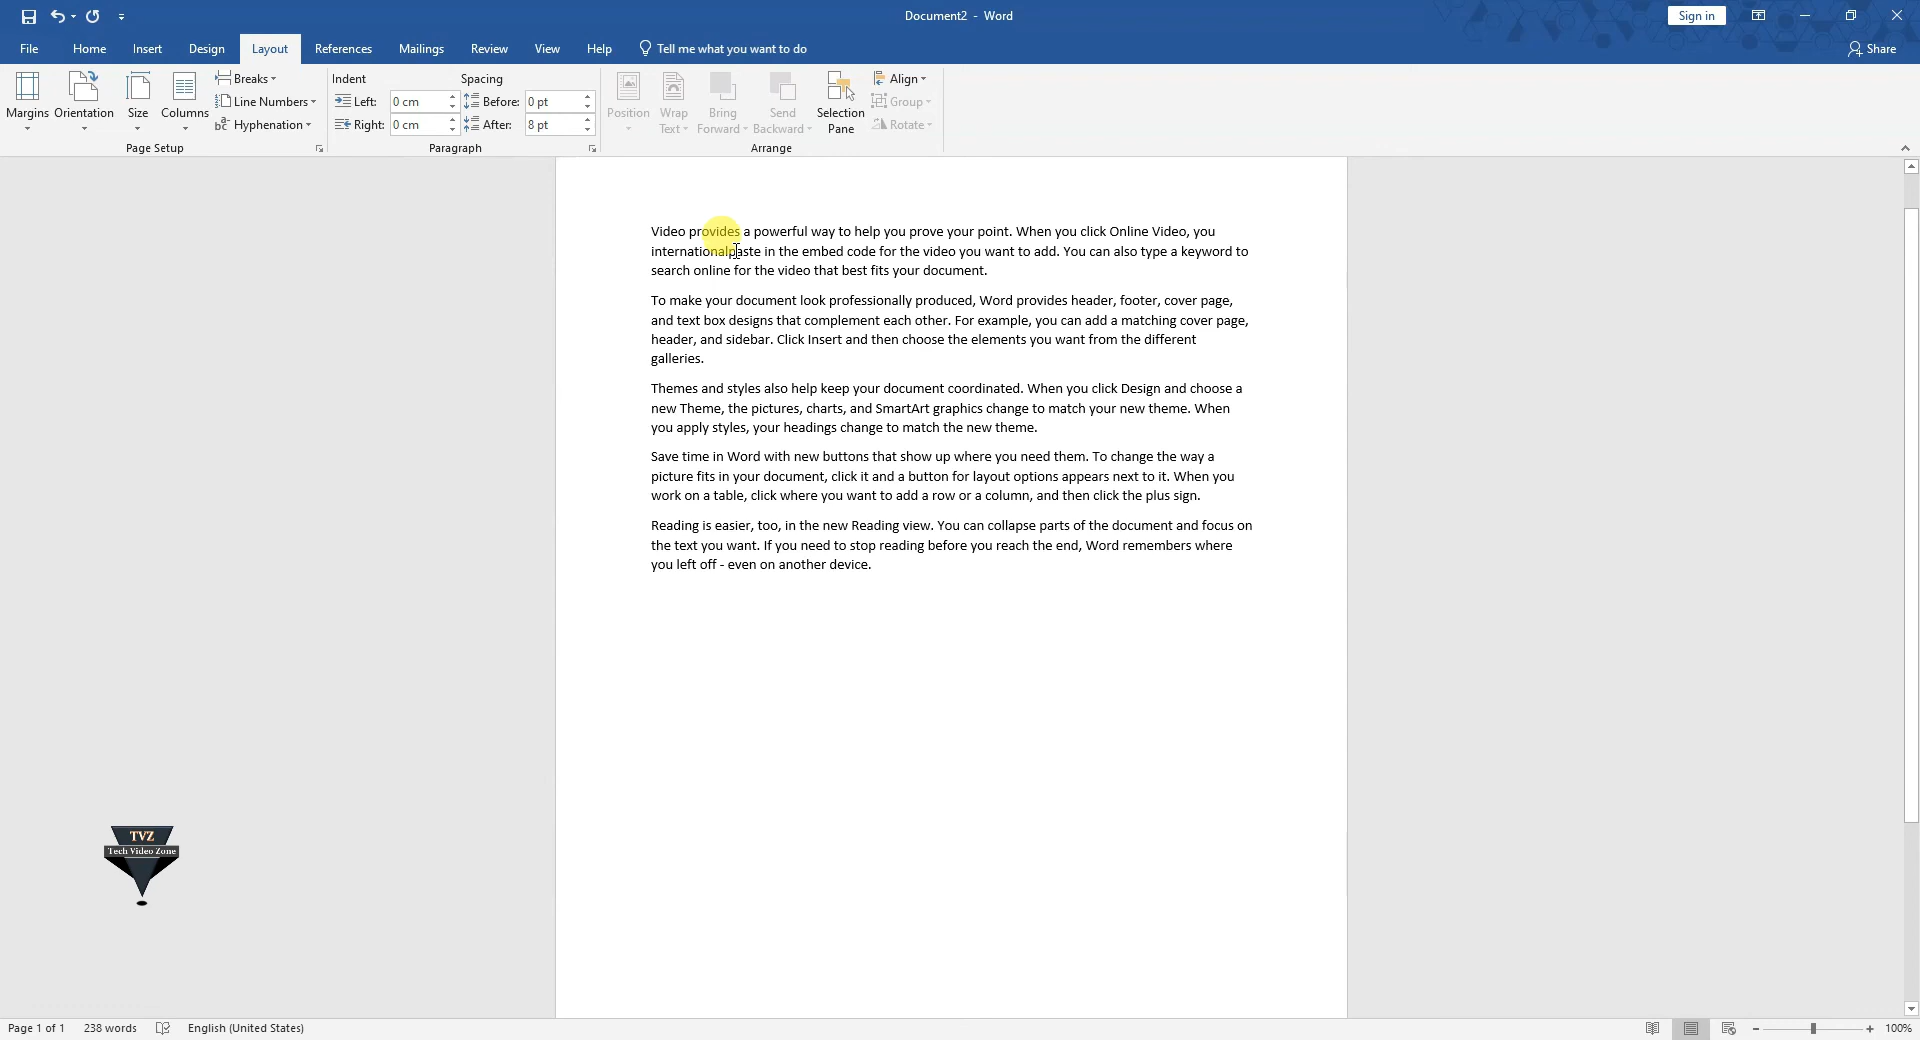 Document2 - Word
Sign in
File Home Insert Design Layout References Mailings Review View Help Tell me what you want to do
Share
Margins
Orientation
Size
Columns
Breaks
Line Numbers
Hyphenation
Page Setup
Indent
Left: 0 cm
Right: 0 cm
Spacing
Before: 0 pt
After: 8 pt
Paragraph
Position
Wrap
Text
Bring
Forward
Send
Backward
Selection
Pane
Align
Group
Rotate
Arrange
Video provides a powerful way to help you prove your point. When you click Online Video, you
internationalpaste in the embed code for the video you want to add. You can also type a keyword to
search online for the video that best fits your document.
To make your document look professionally produced, Word provides header, footer, cover page,
and text box designs that complement each other. For example, you can add a matching cover page,
header, and sidebar. Click Insert and then choose the elements you want from the different
galleries.
Themes and styles also help keep your document coordinated. When you click Design and choose a
new Theme, the pictures, charts, and SmartArt graphics change to match your new theme. When
you apply styles, your headings change to match the new theme.
Save time in Word with new buttons that show up where you need them. To change the way a
picture fits in your document, click it and a button for layout options appears next to it. When you
work on a table, click where you want to add a row or a column, and then click the plus sign.
Reading is easier, too, in the new Reading view. You can collapse parts of the document and focus on
the text you want. If you need to stop reading before you reach the end, Word remembers where
you left off - even on another device.
TVZ
Tech Video Zone
Page 1 of 1 238 words English (United States) 100%